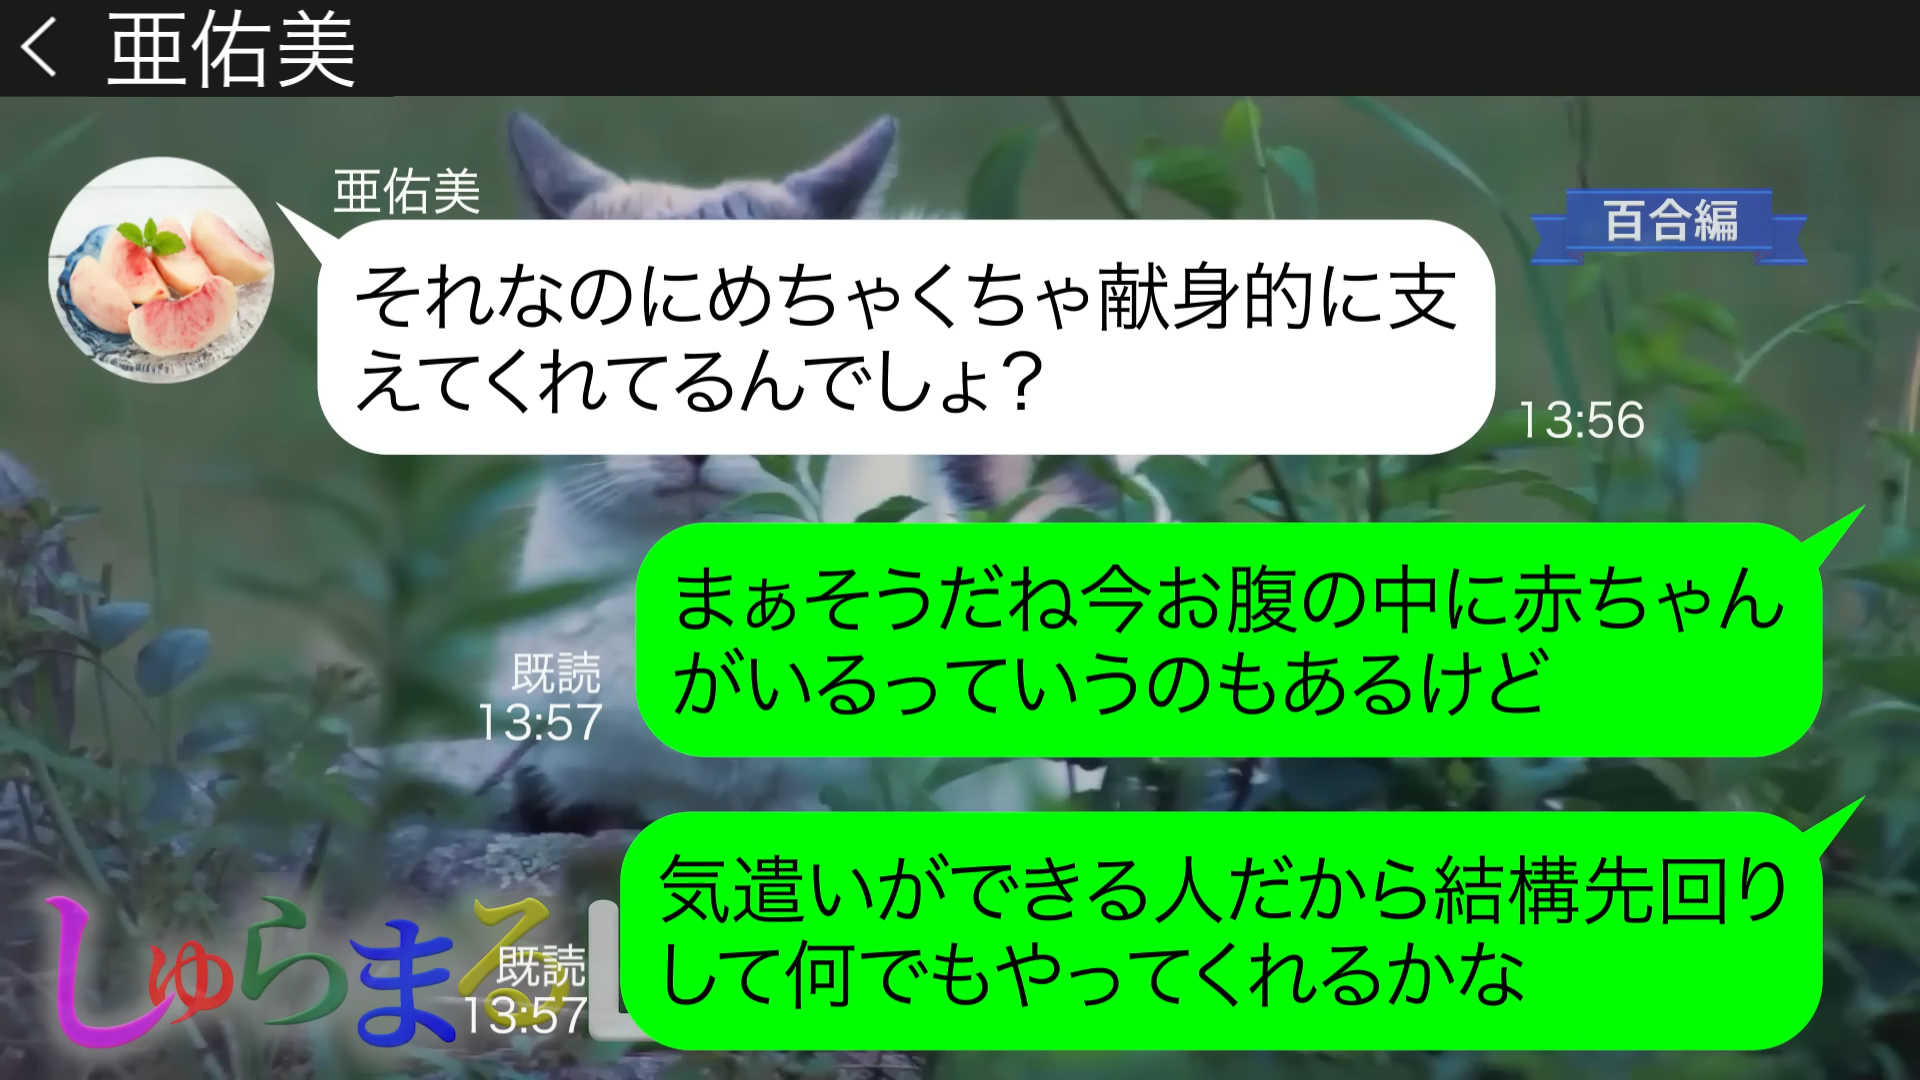 亜佑美
亜佑美
百合編
それなのにめちゃくちゃ献身的に支
えてくれてるんでしょ？
13:56
まぁそうだね今お腹の中に赤ちゃん
がいるっていうのもあるけど
既読
13:57
気遣いができる人だから結構先回り
して何でもやってくれるかな
既読
13:57
しゅらまる